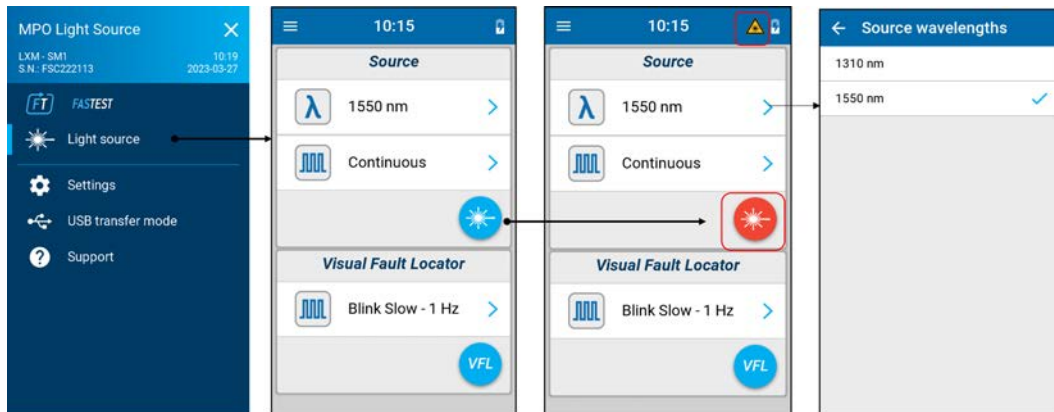 MPO Light Source
LXM - SM1 10:19
S.N.: FSC222113 2023-03-27
FT FASTEST
Light source
Settings
USB transfer mode
? Support
10:15
Source
λ 1550 nm
Continuous
Visual Fault Locator
Blink Slow - 1 Hz
VFL
10:15
Source
λ 1550 nm
Continuous
Visual Fault Locator
Blink Slow - 1 Hz
VFL
Source wavelengths
1310 nm
1550 nm